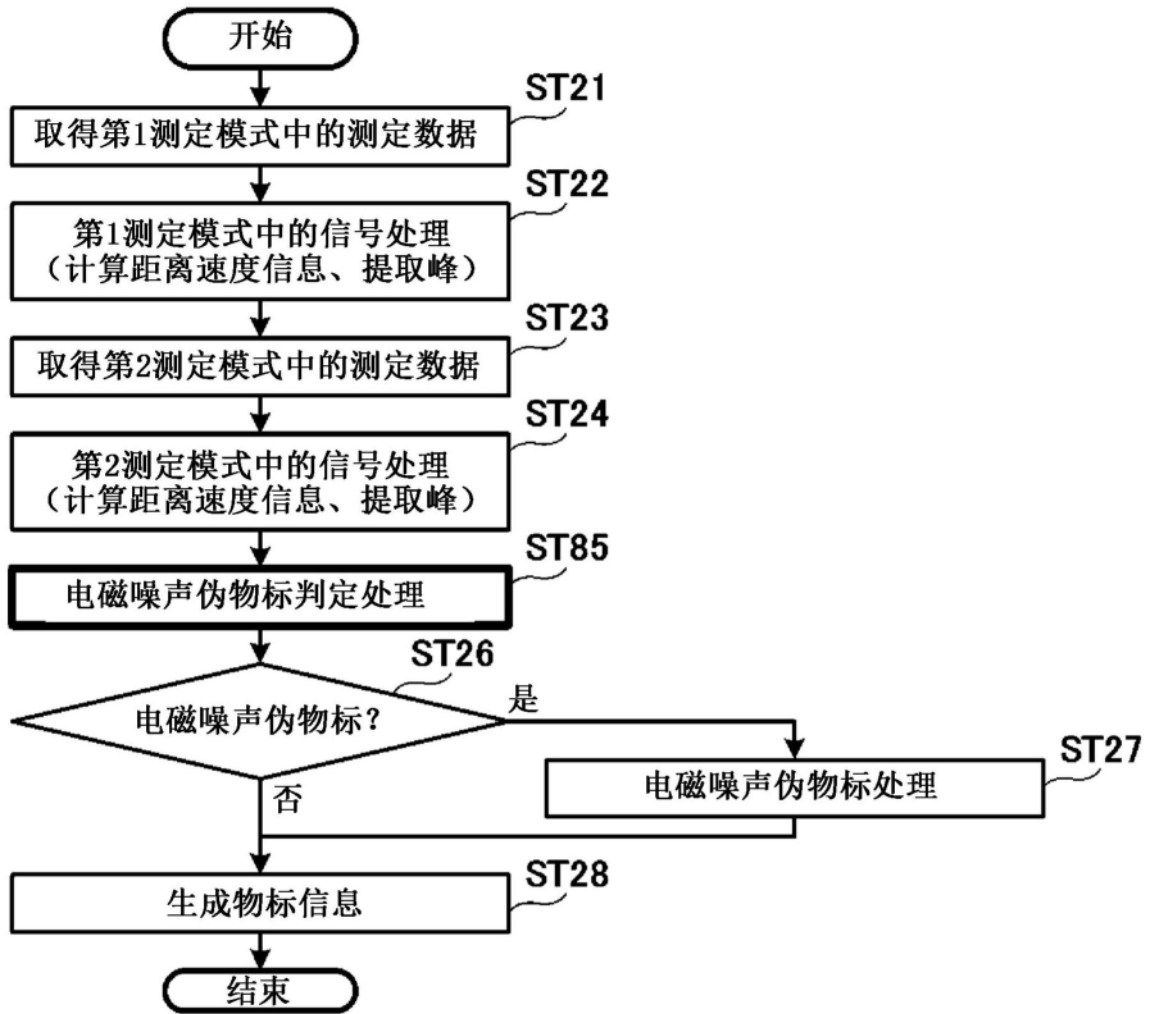 开始
ST21
取得第1测定模式中的测定数据
ST22
第1测定模式中的信号处理
（计算距离速度信息、提取峰）
ST23
取得第2测定模式中的测定数据
ST24
第2测定模式中的信号处理
（计算距离速度信息、提取峰）
ST85
电磁噪声伪物标判定处理
ST26
电磁噪声伪物标?
是
ST27
电磁噪声伪物标处理
否
ST28
生成物标信息
结束